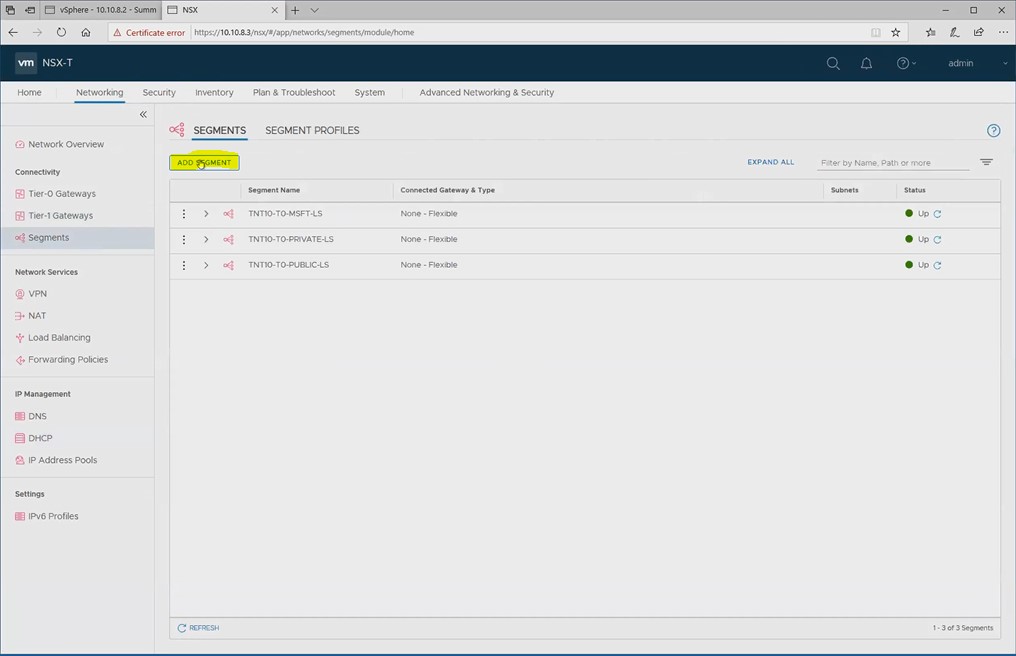 vSphere - 10.10.8.2 - Summ
NSX
Certificate error
https://10.10.8.3/nsx/#/app/networks/segments/module/home
vm NSX-T
admin
Home Networking Security Inventory Plan & Troubleshoot System Advanced Networking & Security
Network Overview
Connectivity
Tier-0 Gateways
Tier-1 Gateways
Segments
Network Services
VPN
NAT
Load Balancing
Forwarding Policies
IP Management
DNS
DHCP
IP Address Pools
Settings
IPv6 Profiles
SEGMENTS SEGMENT PROFILES
ADD SEGMENT EXPAND ALL Filter by Name, Path or more
Segment Name Connected Gateway & Type Subnets Status
TNT10-T0-MSFT-LS None - Flexible Up
TNT10-T0-PRIVATE-LS None - Flexible Up
TNT10-T0-PUBLIC-LS None - Flexible Up
REFRESH 1 - 3 of 3 Segments